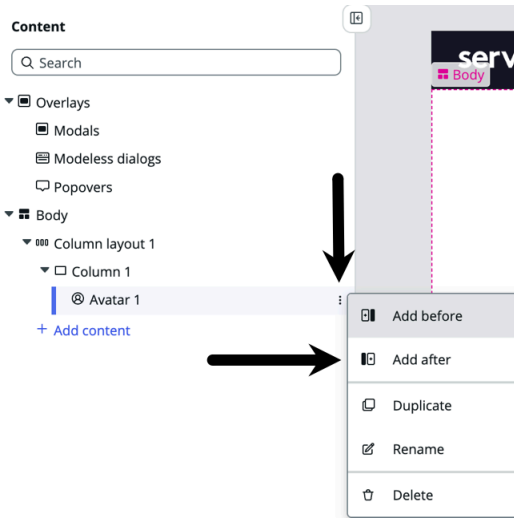 Content
serv
Search
Body
Overlays
Modals
Modeless dialogs
Popovers
Body
Column layout 1
Column 1
Avatar 1
Add content
Add before
Add after
Duplicate
Rename
Delete